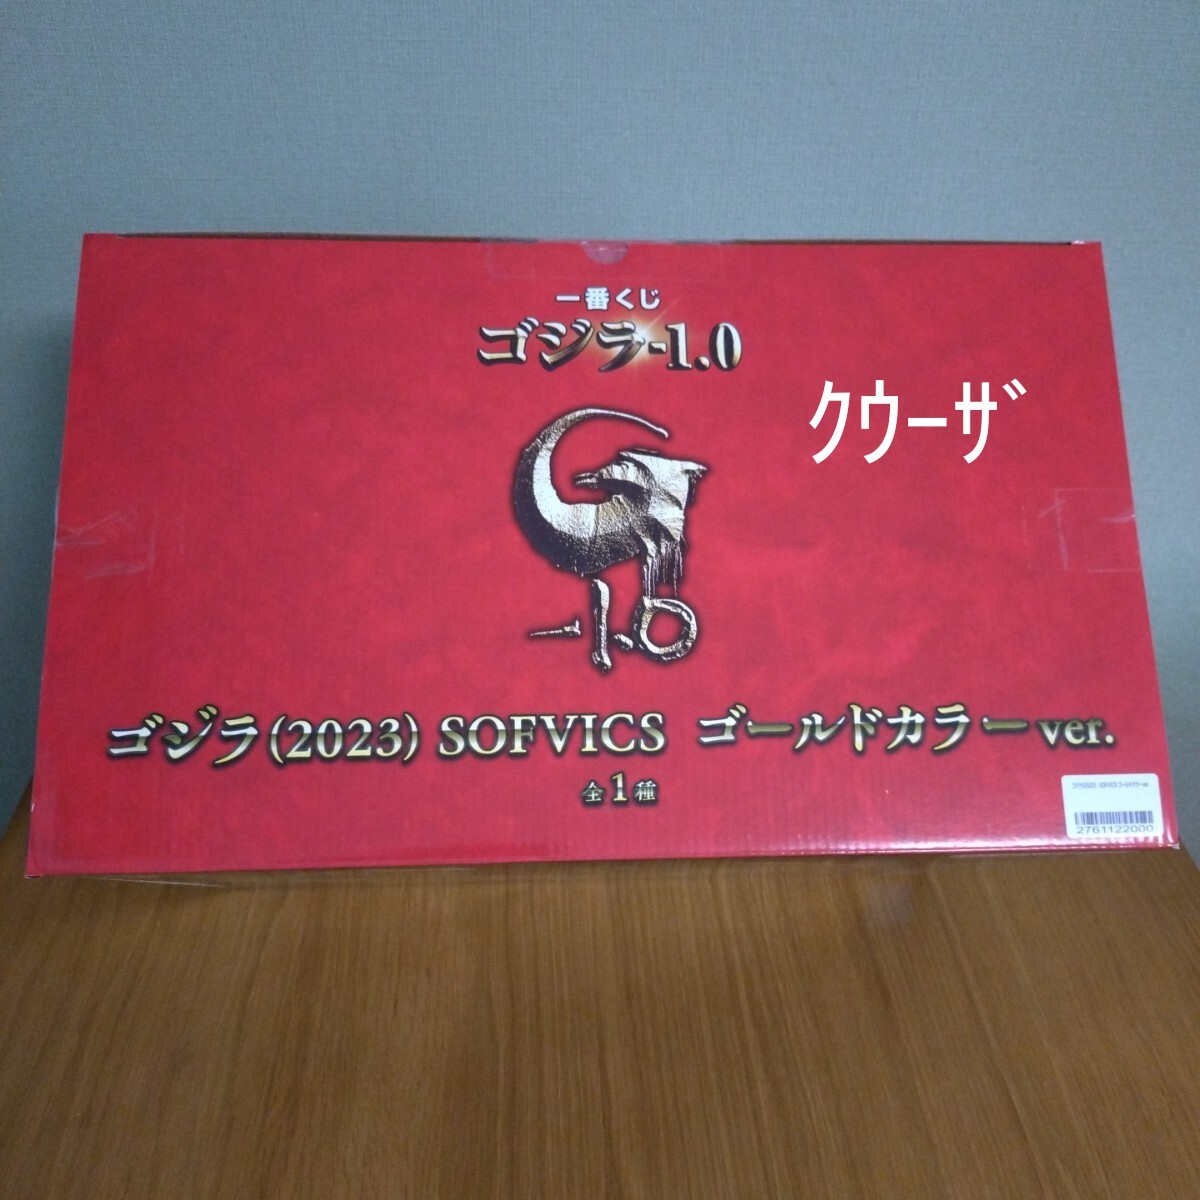 一番くじ
ゴジラ-1.0
ｸｳｰｻﾞ
G
-1.0
ゴジラ(2023) SOFVICS ゴールドカラーver.
全1種
2761122000